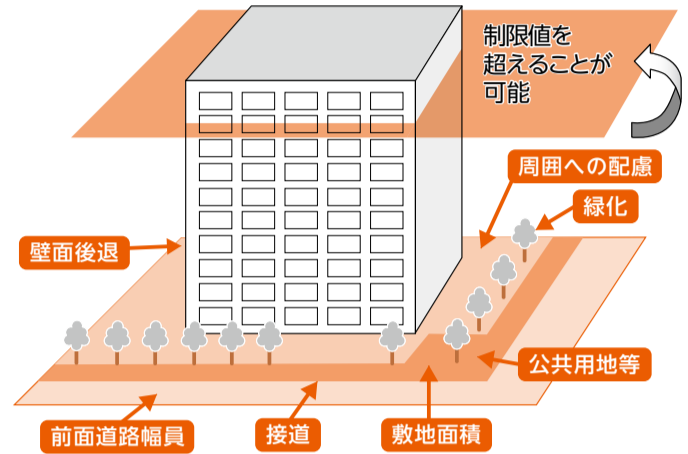 制限値を
超えることが
可能
周囲への配慮
緑化
壁面後退
公共用地等
前面道路幅員
接道
敷地面積